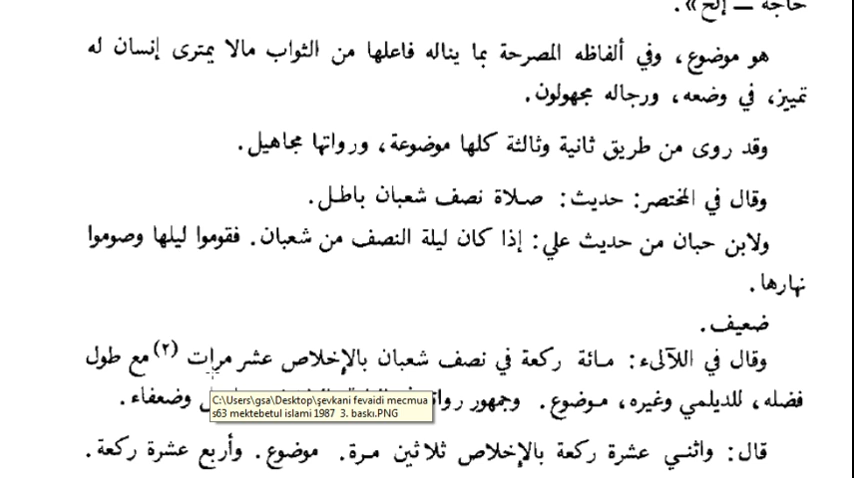 حاجة — إلخ».
هو موضوع، وفي ألفاظه المصرحة بما يناله فاعلها من الثواب مالا يمترى إنسان له
تمييز، في وضعه، ورجاله مجهولون.
وقد روى من طريق ثانية وثالثة كلها موضوعة، ورواتها مجاهيل.
وقال في المختصر: حديث: صلاة نصف شعبان باطل.
ولابن حبان من حديث علي: إذا كان ليلة النصف من شعبان. فقوموا ليلها وصوموا
نهارها.
ضعيف.
وقال في اللآلىء: مائة ركعة في نصف شعبان بالإخلاص عشر مرات (٢) مع طول
فضله، للديلمي وغيره، موضوع. وجمهور وضعفاء.
C:\Users\gsa\Desktop\şevkani fevaidi mecmua
s63 mektebetul islami 1987 3. baskı.PNG
قال: واثنتي عشرة ركعة بالإخلاص ثلاثين مرة. موضوع. وأربع عشرة ركعة.